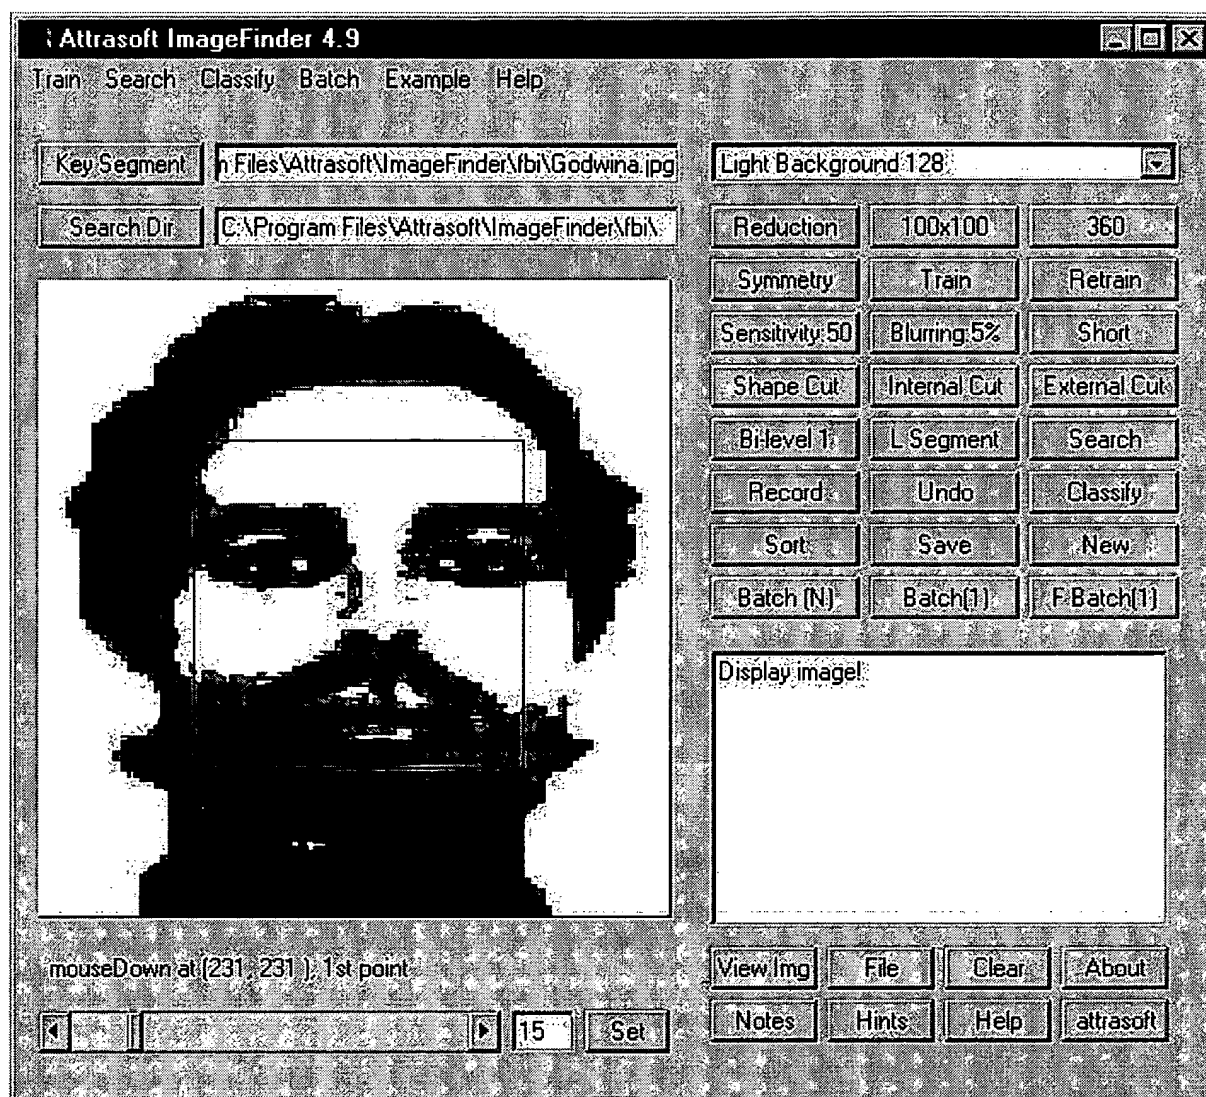 Attrasoft ImageFinder 4.9
Train Search Classify Batch Example Help
Key Segment n Files\Attrasoft\ImageFinder\fbi\Godwina.jpg Light Background 128
Search Dir C:\Program Files\Attrasoft\ImageFinder\fbi\
Reduction 100x100 360
Symmetry Train Retrain
Sensitivity:50 Blurring:5% Short
Shape Cut Internal Cut External Cut
Bi-level 1 L Segment Search
Record Undo Classify
Sort Save New
Batch (N) Batch(1) F Batch(1)
Display image!
mouseDown at (231, 231 ), 1st point
View Img File Clear About
15 Set Notes Hints Help attrasoft